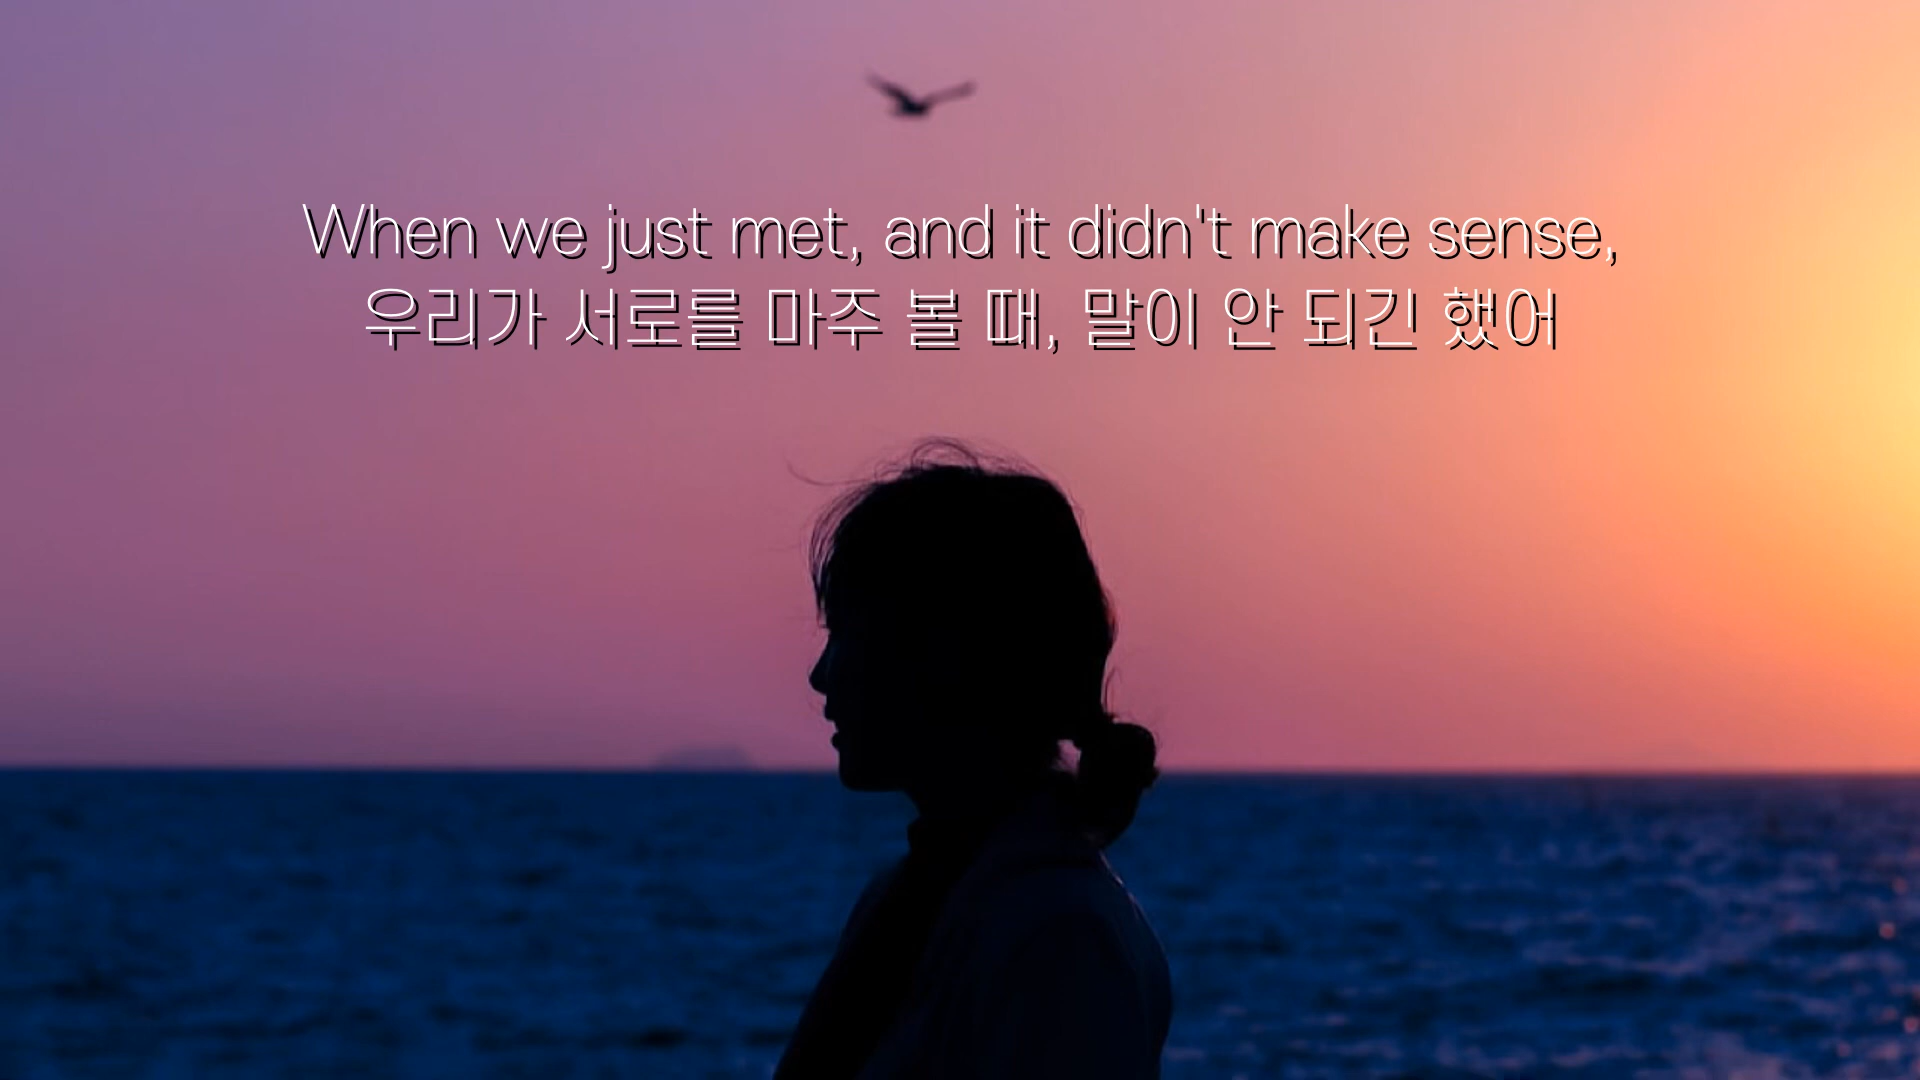 When we just met, and it didn't make sense,
우리가 서로를 마주 볼 때, 말이 안 되긴 했어